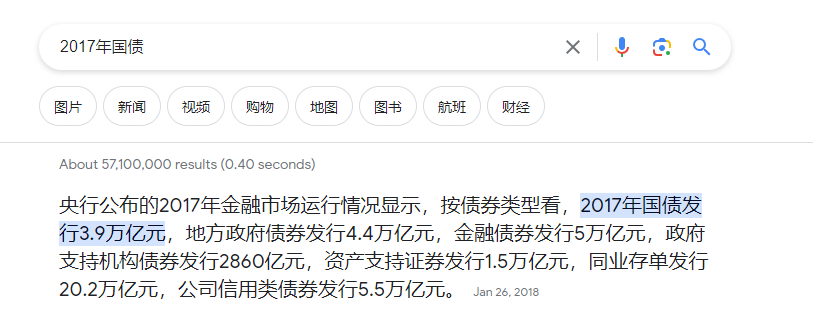 2017年国债
图片 新闻 视频 购物 地图 图书 航班 财经
About 57,100,000 results (0.40 seconds)
央行公布的2017年金融市场运行情况显示，按债券类型看，2017年国债发
行3.9万亿元，地方政府债券发行4.4万亿元，金融债券发行5万亿元，政府
支持机构债券发行2860亿元，资产支持证券发行1.5万亿元，同业存单发行
20.2万亿元，公司信用类债券发行5.5万亿元。 Jan 26, 2018